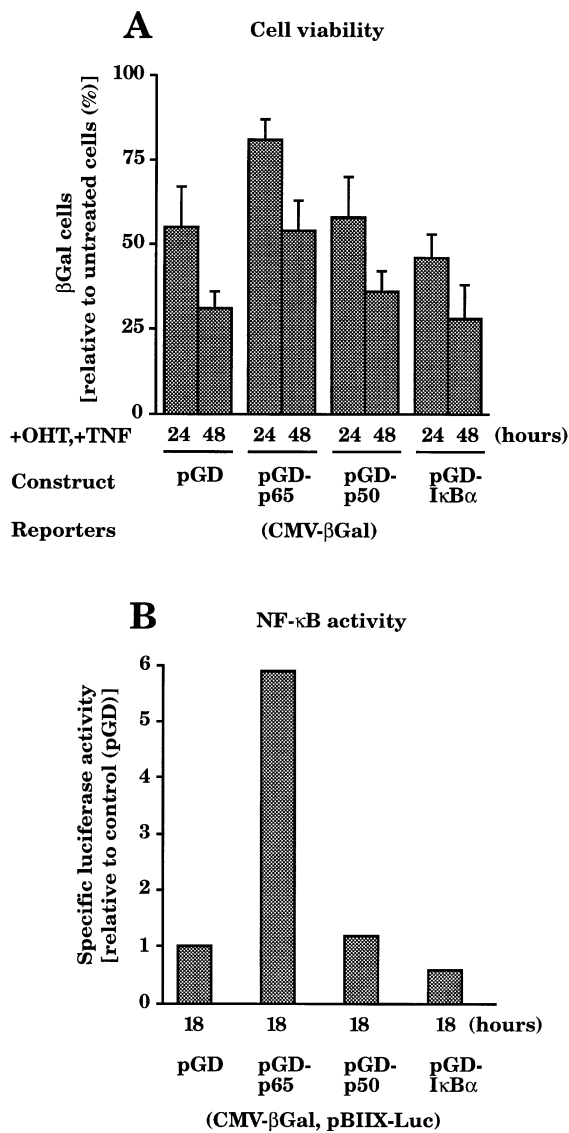 A Cell viability
βGal cells
[relative to untreated cells (%)]
100
75
50
25
0
+OHT,+TNF 24 48 24 48 24 48 24 48 (hours)
Construct pGD pGD-p65 pGD-p50 pGD-IκBα
Reporters (CMV-βGal)
B NF-κB activity
Specific luciferase activity
[relative to control (pGD)]
6
5
4
3
2
1
0
18 18 18 18 (hours)
pGD pGD-p65 pGD-p50 pGD-IκBα
(CMV-βGal, pBIIX-Luc)